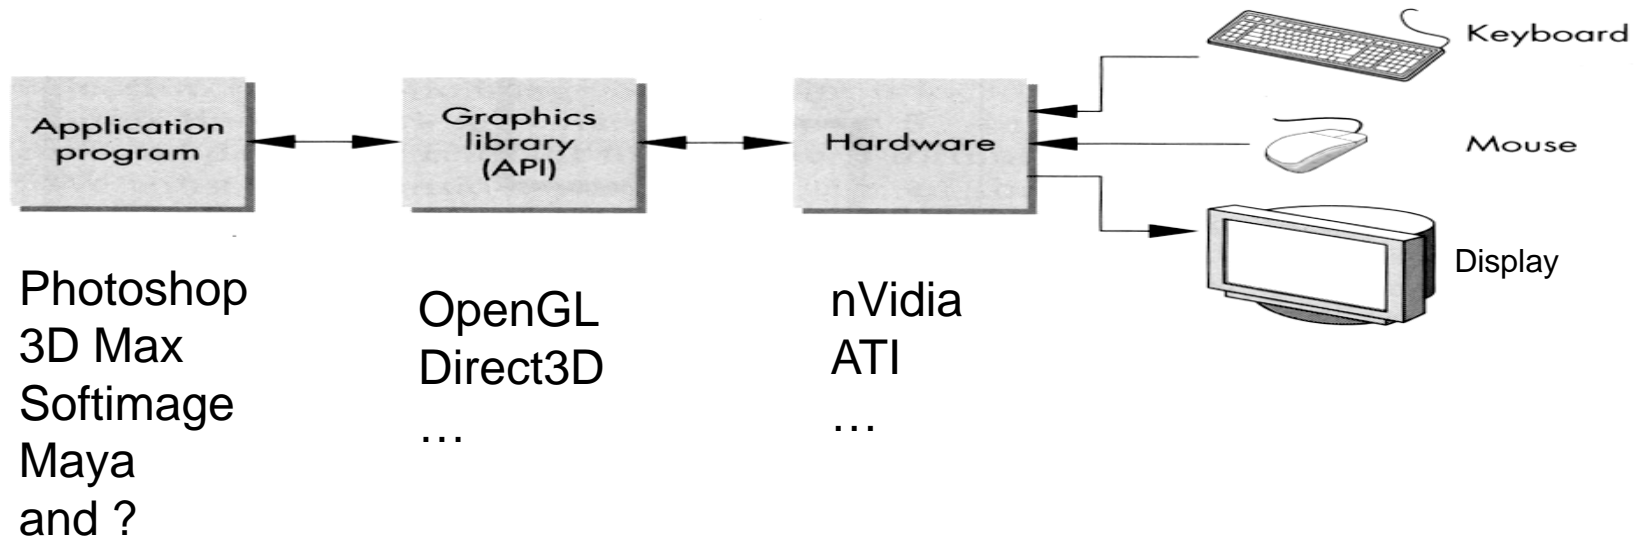 Application
program
Graphics
library
(API)
Hardware
Keyboard
Mouse
Display
Photoshop
3D Max
Softimage
Maya
and ?
OpenGL
Direct3D
…
nVidia
ATI
…